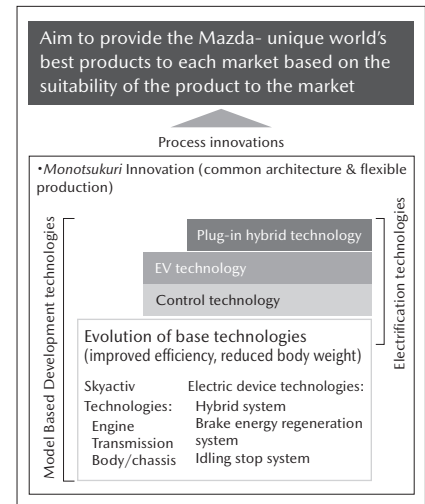 Aim to provide the Mazda- unique world's
best products to each market based on the
suitability of the product to the market
Process innovations
•Monotsukuri Innovation (common architecture & flexible
production)
Model Based Development technologies
Plug-in hybrid technology
EV technology
Control technology
Electrification technologies
Evolution of base technologies
(improved efficiency, reduced body weight)
Skyactiv
Technologies:
Engine
Transmission
Body/chassis
Electric device technologies:
Hybrid system
Brake energy regeneration
system
Idling stop system